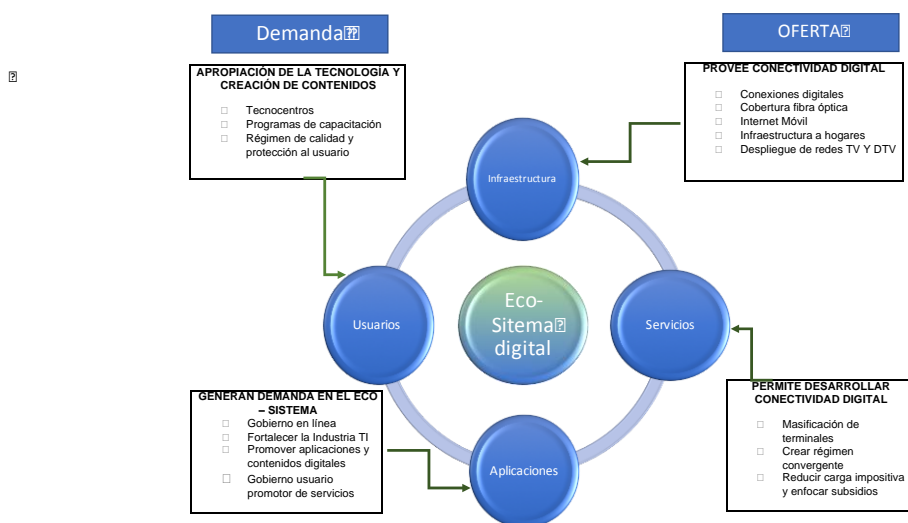 Demanda
OFERTA
APROPIACIÓN DE LA TECNOLOGÍA Y
CREACIÓN DE CONTENIDOS
Tecnocentros
Programas de capacitación
Régimen de calidad y
protección al usuario
PROVEE CONECTIVIDAD DIGITAL
Conexiones digitales
Cobertura fibra óptica
Internet Móvil
Infraestructura a hogares
Despliegue de redes TV Y DTV
Infraestructura
Usuarios
Eco-
Sitema
digital
Servicios
GENERAN DEMANDA EN EL ECO
– SISTEMA
Gobierno en línea
Fortalecer la Industria TI
Promover aplicaciones y
contenidos digitales
Gobierno usuario
promotor de servicios
Aplicaciones
PERMITE DESARROLLAR
CONECTIVIDAD DIGITAL
Masificación de
terminales
Crear régimen
convergente
Reducir carga impositiva
y enfocar subsidios